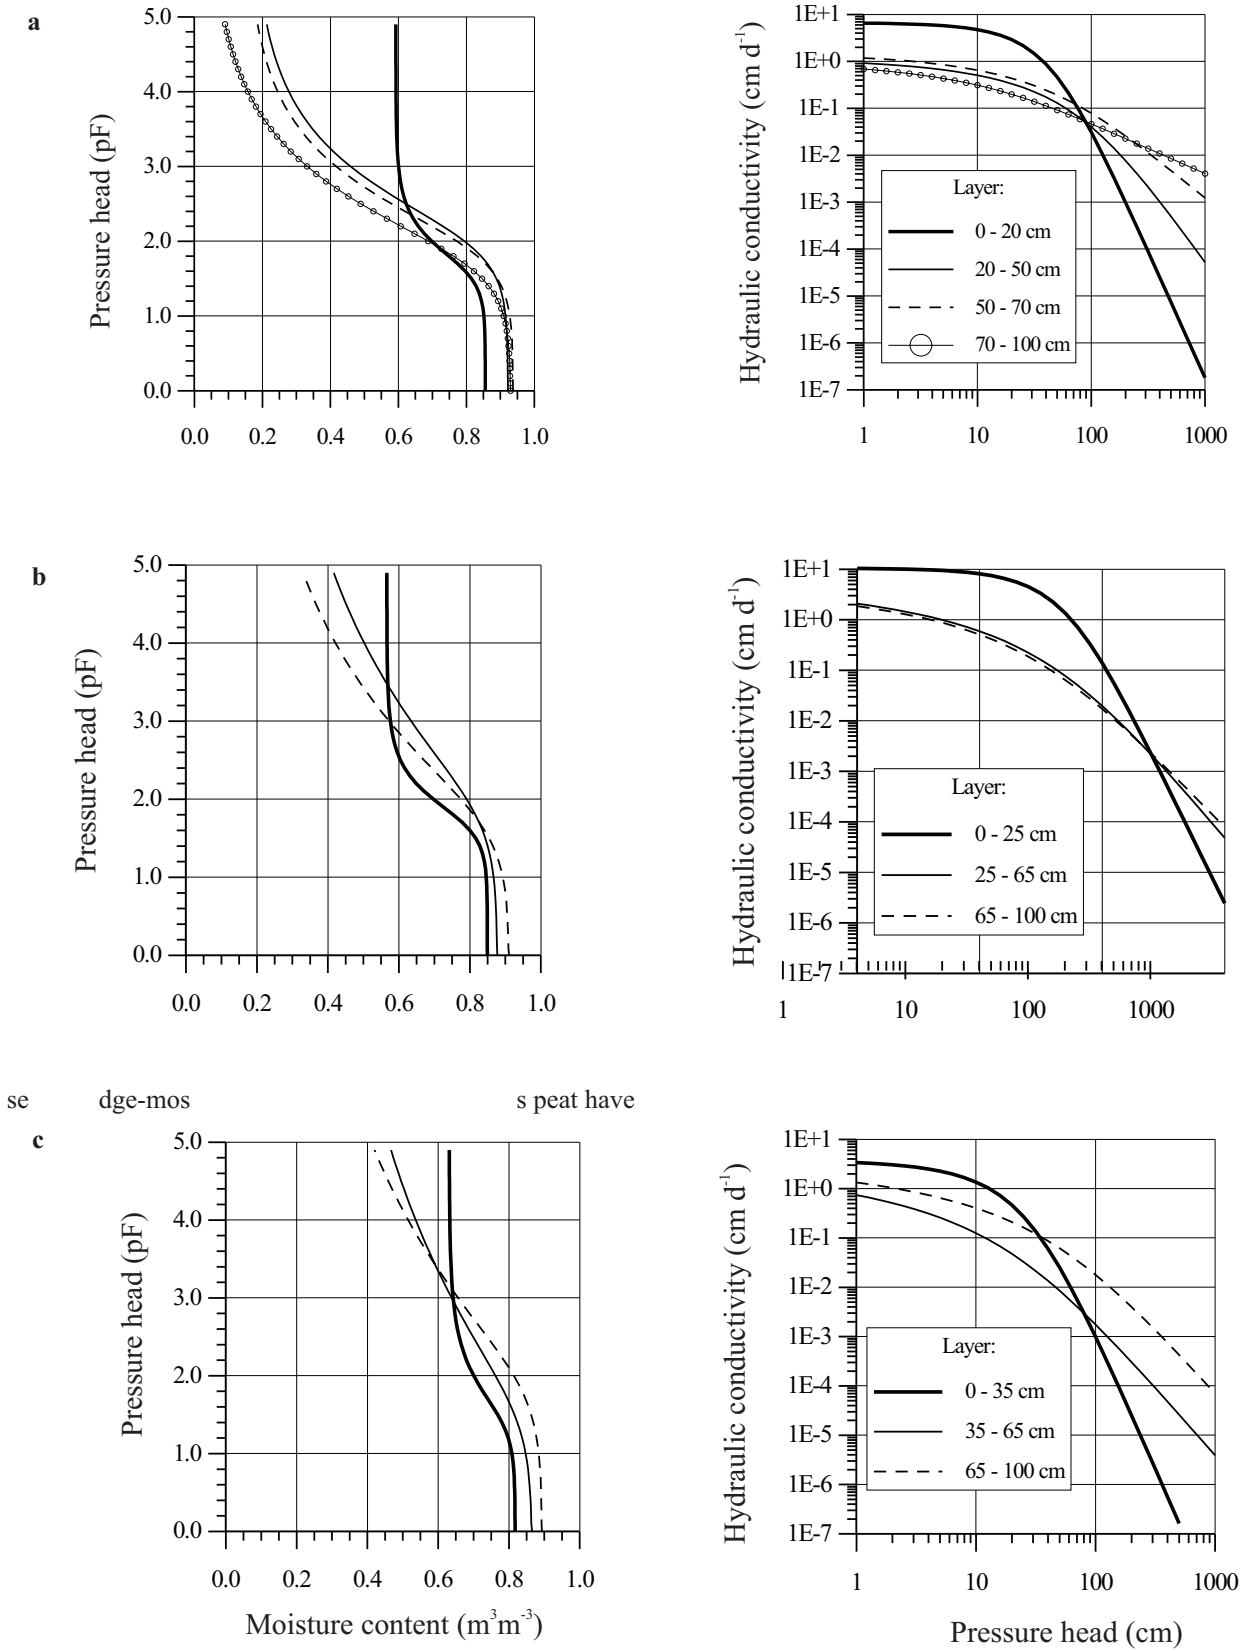 a
Pressure head (pF)
5.0
4.0
3.0
2.0
1.0
0.0
0.0 0.2 0.4 0.6 0.8 1.0
Hydraulic conductivity (cm d⁻¹)
1E+1
1E+0
1E-1
1E-2
1E-3
1E-4
1E-5
1E-6
1E-7
Layer:
0 - 20 cm
20 - 50 cm
50 - 70 cm
70 - 100 cm
1 10 100 1000
b
Pressure head (pF)
5.0
4.0
3.0
2.0
1.0
0.0
0.0 0.2 0.4 0.6 0.8 1.0
Hydraulic conductivity (cm d⁻¹)
1E+1
1E+0
1E-1
1E-2
1E-3
1E-4
1E-5
1E-6
1E-7
Layer:
0 - 25 cm
25 - 65 cm
65 - 100 cm
1 10 100 1000
se dge-mos s peat have
c
Pressure head (pF)
5.0
4.0
3.0
2.0
1.0
0.0
0.0 0.2 0.4 0.6 0.8 1.0
Moisture content (m³m⁻³)
Hydraulic conductivity (cm d⁻¹)
1E+1
1E+0
1E-1
1E-2
1E-3
1E-4
1E-5
1E-6
1E-7
Layer:
0 - 35 cm
35 - 65 cm
65 - 100 cm
1 10 100 1000
Pressure head (cm)